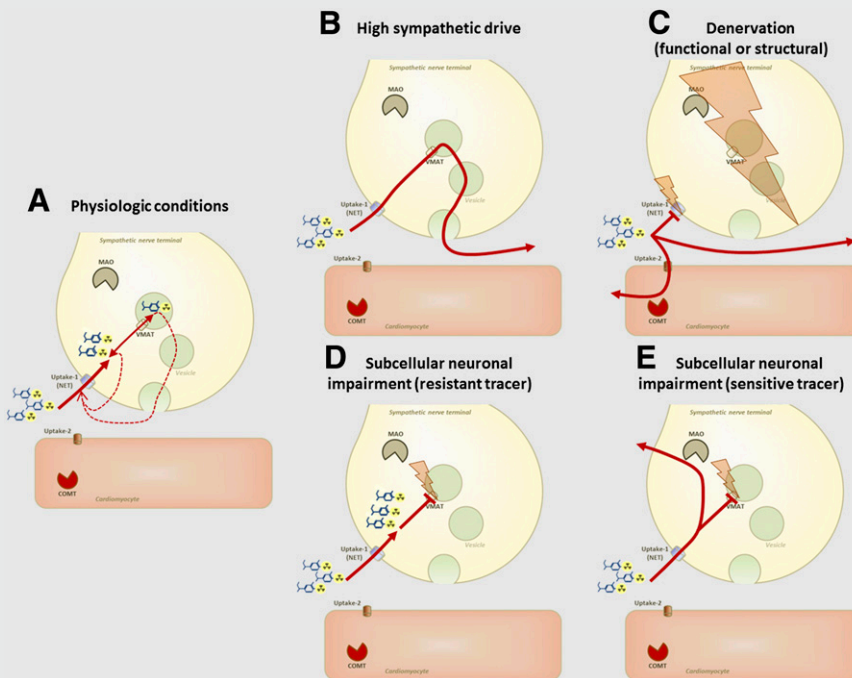 A
Physiologic conditions
Sympathetic nerve terminal
MAO
VMAT
Vesicle
Uptake-1
(NET)
Uptake-2
COMT
Cardiomyocyte
B
High sympathetic drive
Sympathetic nerve terminal
MAO
VMAT
Vesicle
Uptake-1
(NET)
Uptake-2
COMT
Cardiomyocyte
C
Denervation
(functional or structural)
Sympathetic nerve terminal
MAO
VMAT
Vesicle
Uptake-1
(NET)
Uptake-2
COMT
Cardiomyocyte
D
Subcellular neuronal
impairment (resistant tracer)
Sympathetic nerve terminal
MAO
VMAT
Vesicle
Uptake-1
(NET)
Uptake-2
COMT
Cardiomyocyte
E
Subcellular neuronal
impairment (sensitive tracer)
Sympathetic nerve terminal
MAO
VMAT
Vesicle
Uptake-1
(NET)
Uptake-2
COMT
Cardiomyocyte